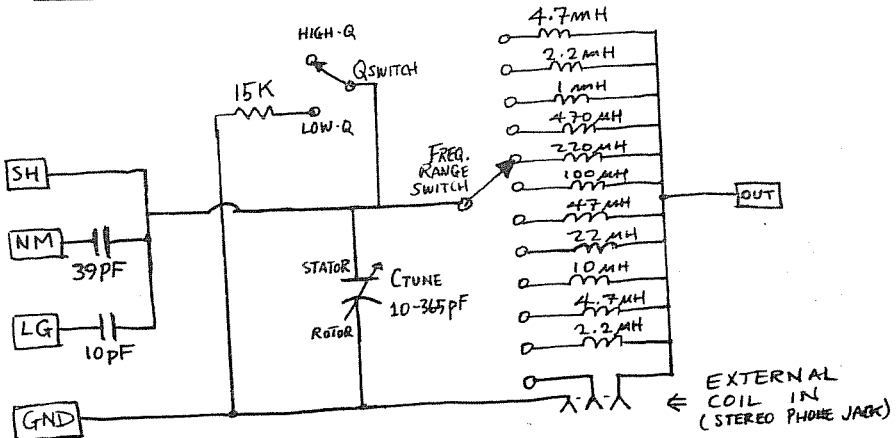 4.7mH
HIGH-Q
2.2mH
Q SWITCH
1mH
15K
470µH
LOW-Q
220µH
FREQ.
RANGE
SWITCH
100µH
SH
OUT
47µH
NM
22µH
39PF
STATOR
CTUNE
10µH
10-365pF
4.7µH
LG
ROTOR
2.2µH
10pF
GND
EXTERNAL
⇐ COIL IN
(STEREO PHONE JACK)